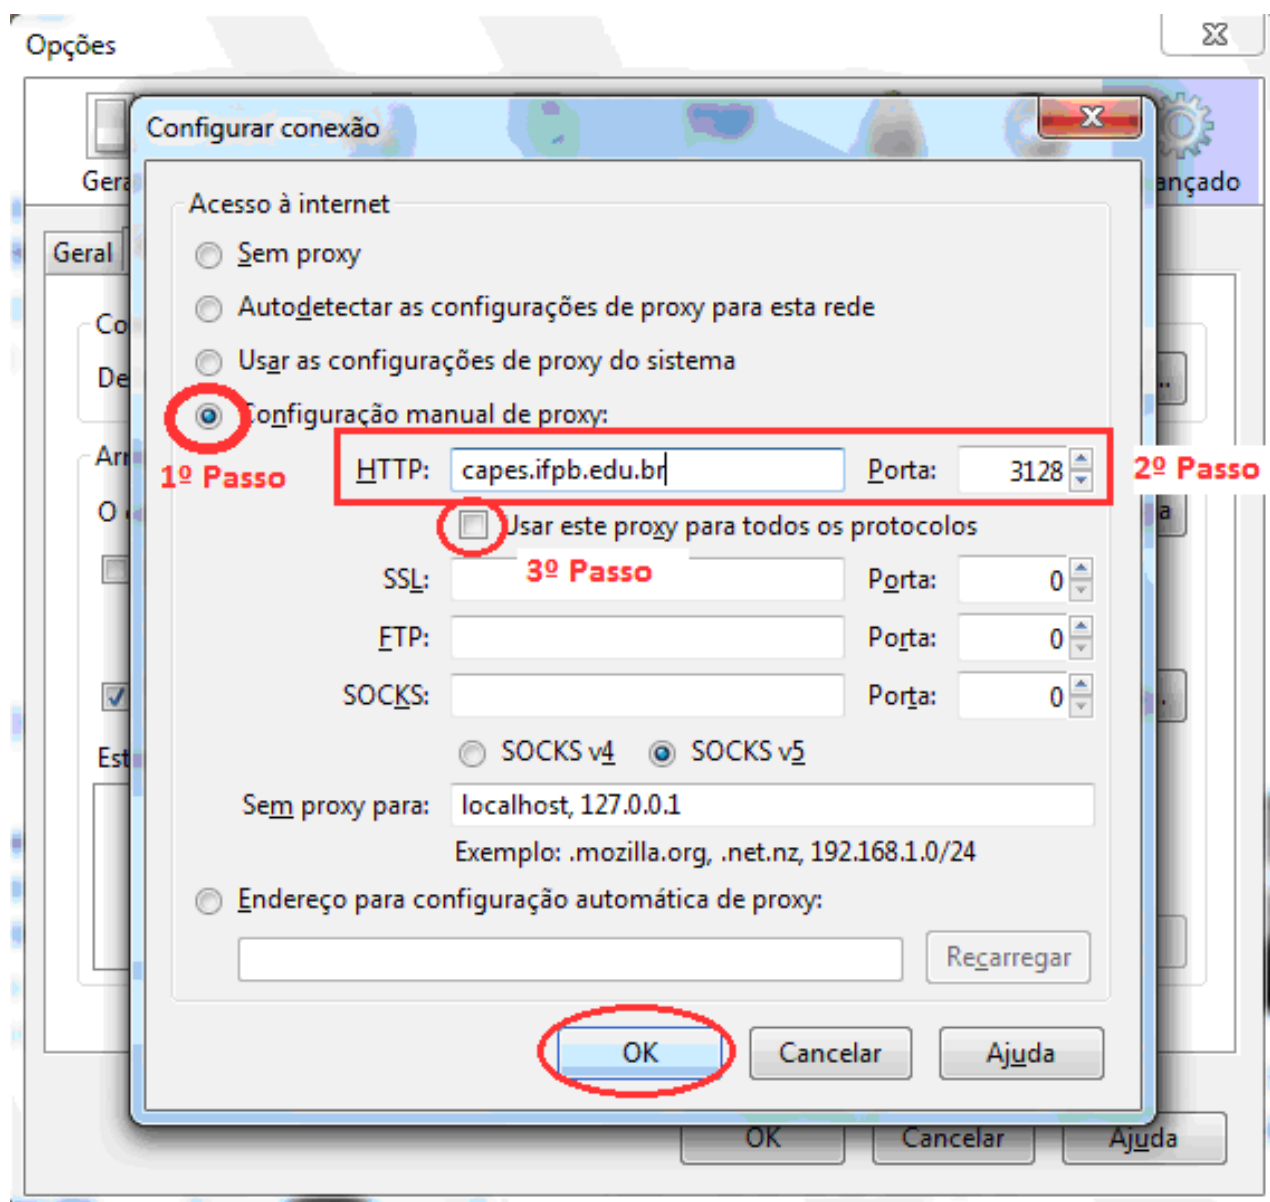 Opções
Configurar conexão
Geral
Acesso à internet
Sem proxy
Autodetectar as configurações de proxy para esta rede
Usar as configurações de proxy do sistema
Configuração manual de proxy:
1º Passo
HTTP: capes.ifpb.edu.br Porta: 3128
2º Passo
Usar este proxy para todos os protocolos
3º Passo
SSL: Porta: 0
FTP: Porta: 0
SOCKS: Porta: 0
SOCKS v4 SOCKS v5
Sem proxy para: localhost, 127.0.0.1
Exemplo: .mozilla.org, .net.nz, 192.168.1.0/24
Endereço para configuração automática de proxy:
Recarregar
OK Cancelar Ajuda
OK Cancelar Ajuda